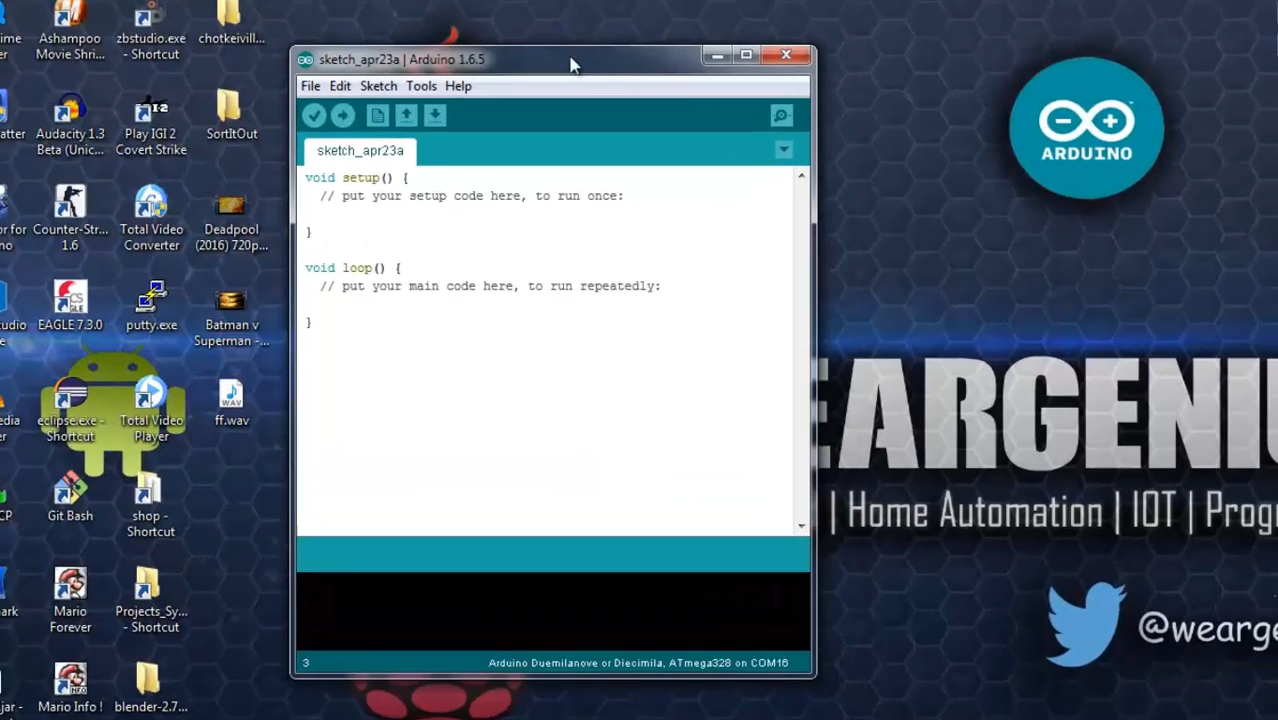 Ashampoo
Movie Shri...
zbstudio.exe
- Shortcut
chotkeivill...
Audacity 1.3
Beta (Unic...
Play IGI 2
Covert Strike
SortItOut
Counter-Str...
1.6
Total Video
Converter
Deadpool
(2016) 720p...
EAGLE 7.3.0
putty.exe
Batman v
Superman -...
eclipse.exe -
Shortcut
Total Video
Player
ff.wav
WAV
Git Bash
shop -
Shortcut
Mario
Forever
Projects_Sy...
- Shortcut
Mario Info !
blender-2.7...
sketch_apr23a | Arduino 1.6.5
File Edit Sketch Tools Help
sketch_apr23a
void setup() {
// put your setup code here, to run once:
}
void loop() {
// put your main code here, to run repeatedly:
}
3
Arduino Duemilanove or Diecimila, ATmega328 on COM16
ARDUINO
EARGENIU
| Home Automation | IOT | Progr
@wearge